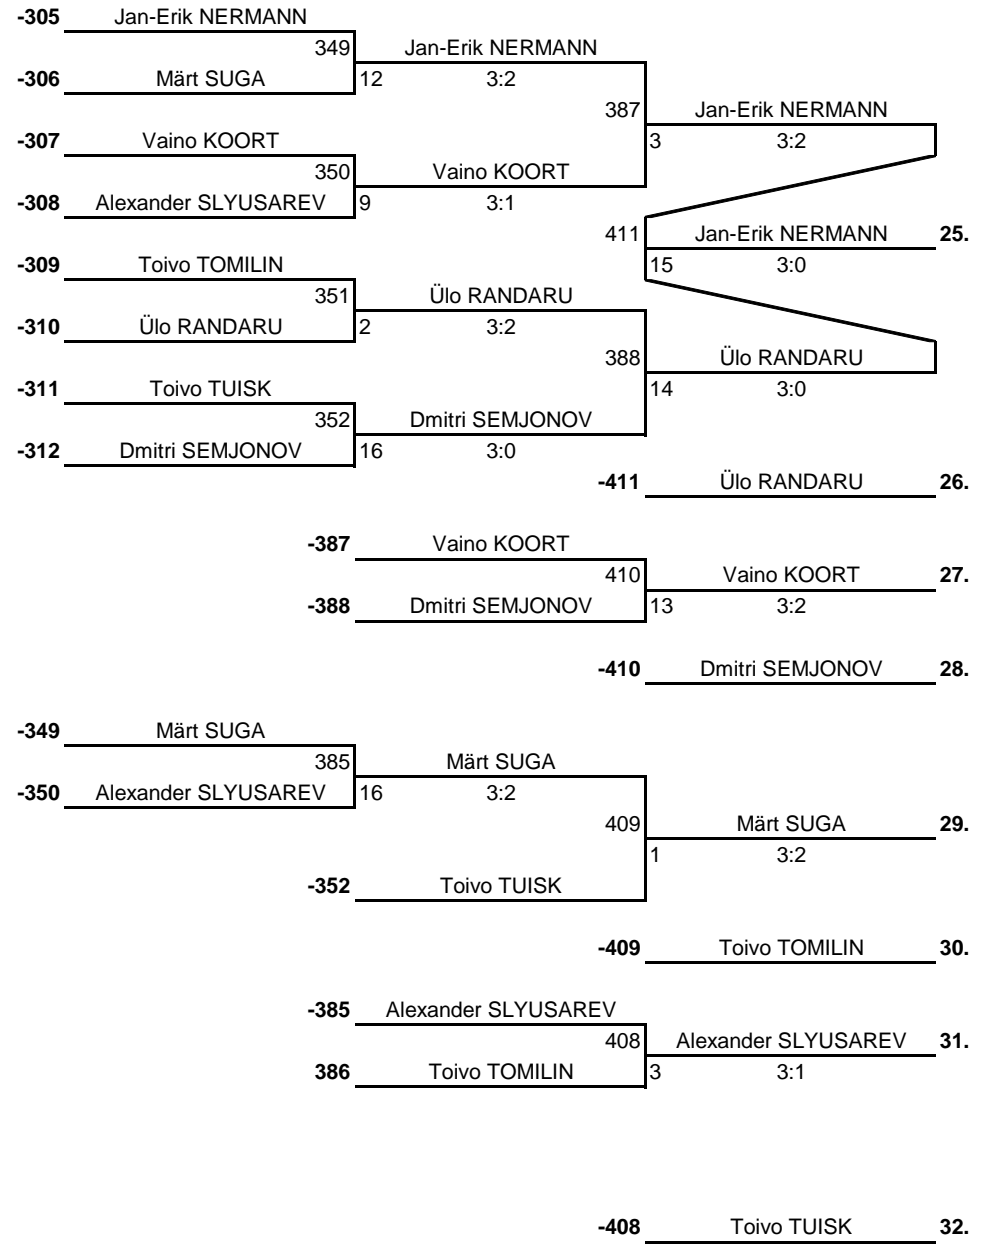 -305 Jan-Erik NERMANN
349 Jan-Erik NERMANN
-306 Märt SUGA 12 3:2
387 Jan-Erik NERMANN
-307 Vaino KOORT 3 3:2
350 Vaino KOORT
-308 Alexander SLYUSAREV 9 3:1
411 Jan-Erik NERMANN 25.
-309 Toivo TOMILIN 15 3:0
351 Ülo RANDARU
-310 Ülo RANDARU 2 3:2
388 Ülo RANDARU
-311 Toivo TUISK 14 3:0
352 Dmitri SEMJONOV
-312 Dmitri SEMJONOV 16 3:0
-411 Ülo RANDARU 26.
-387 Vaino KOORT
410 Vaino KOORT 27.
-388 Dmitri SEMJONOV 13 3:2
-410 Dmitri SEMJONOV 28.
-349 Märt SUGA
385 Märt SUGA
-350 Alexander SLYUSAREV 16 3:2
409 Märt SUGA 29.
1 3:2
-352 Toivo TUISK
-409 Toivo TOMILIN 30.
-385 Alexander SLYUSAREV
408 Alexander SLYUSAREV 31.
386 Toivo TOMILIN 3 3:1
-408 Toivo TUISK 32.